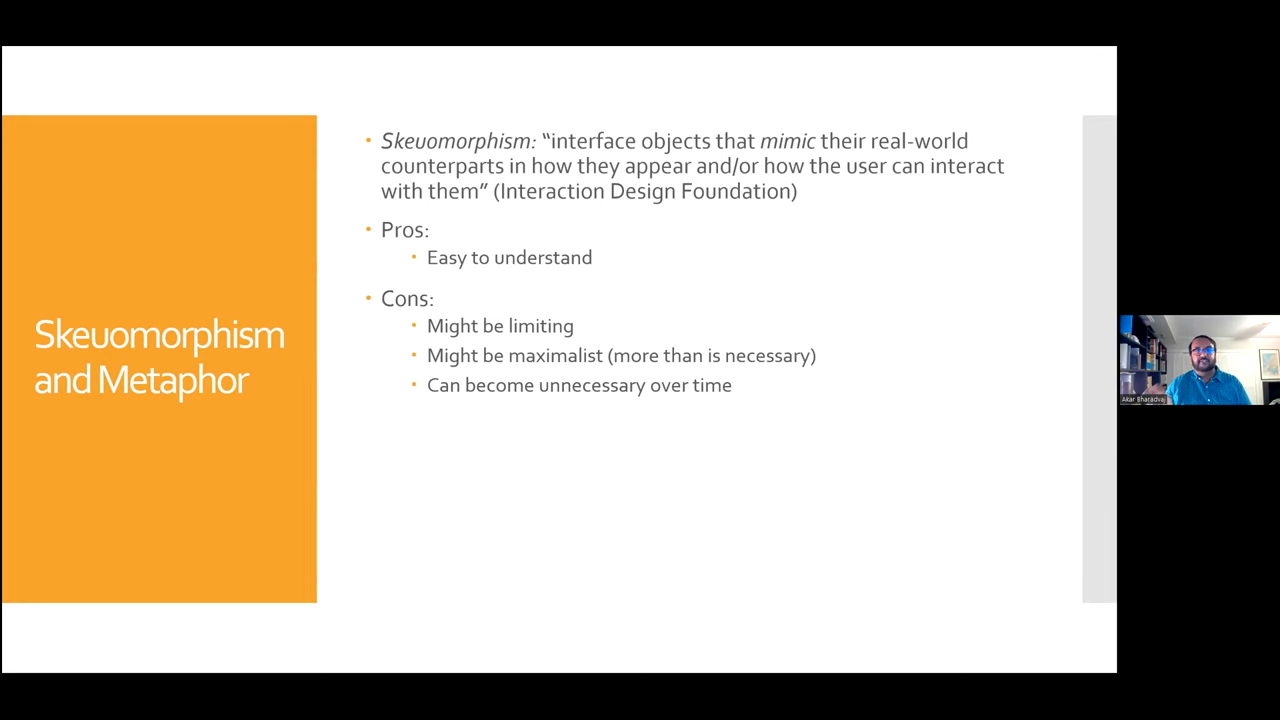 Skeuomorphism
and Metaphor
• Skeuomorphism: “interface objects that mimic their real-world
counterparts in how they appear and/or how the user can interact
with them” (Interaction Design Foundation)
• Pros:
• Easy to understand
• Cons:
• Might be limiting
• Might be maximalist (more than is necessary)
• Can become unnecessary over time
Akar Bharadvaj